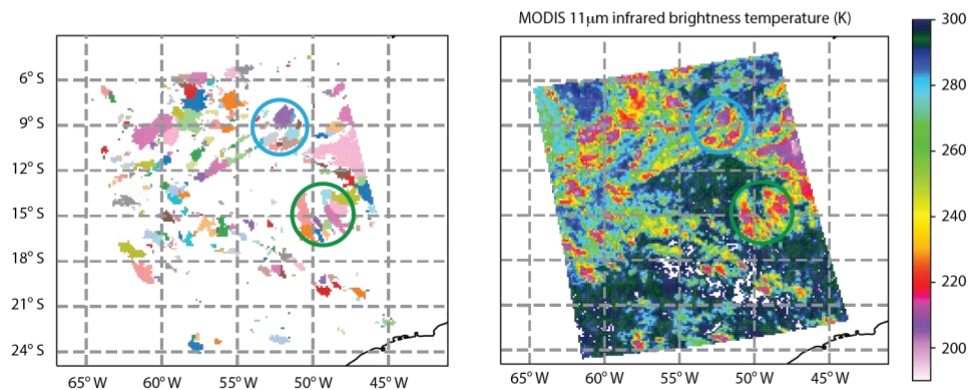 MODIS 11μm infrared brightness temperature (K)
6° S
9° S
12° S
15° S
18° S
21° S
24° S
65° W
60° W
55° W
50° W
45° W
65° W
60° W
55° W
50° W
45° W
300
280
260
240
220
200